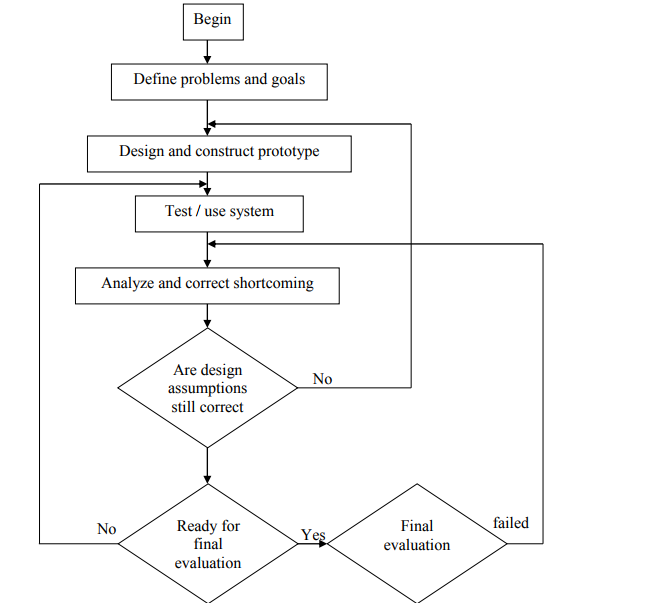 Begin
Define problems and goals
Design and construct prototype
Test / use system
Analyze and correct shortcoming
Are design
assumptions
still correct
No
No
Ready for
final
evaluation
Yes
Final
evaluation
failed